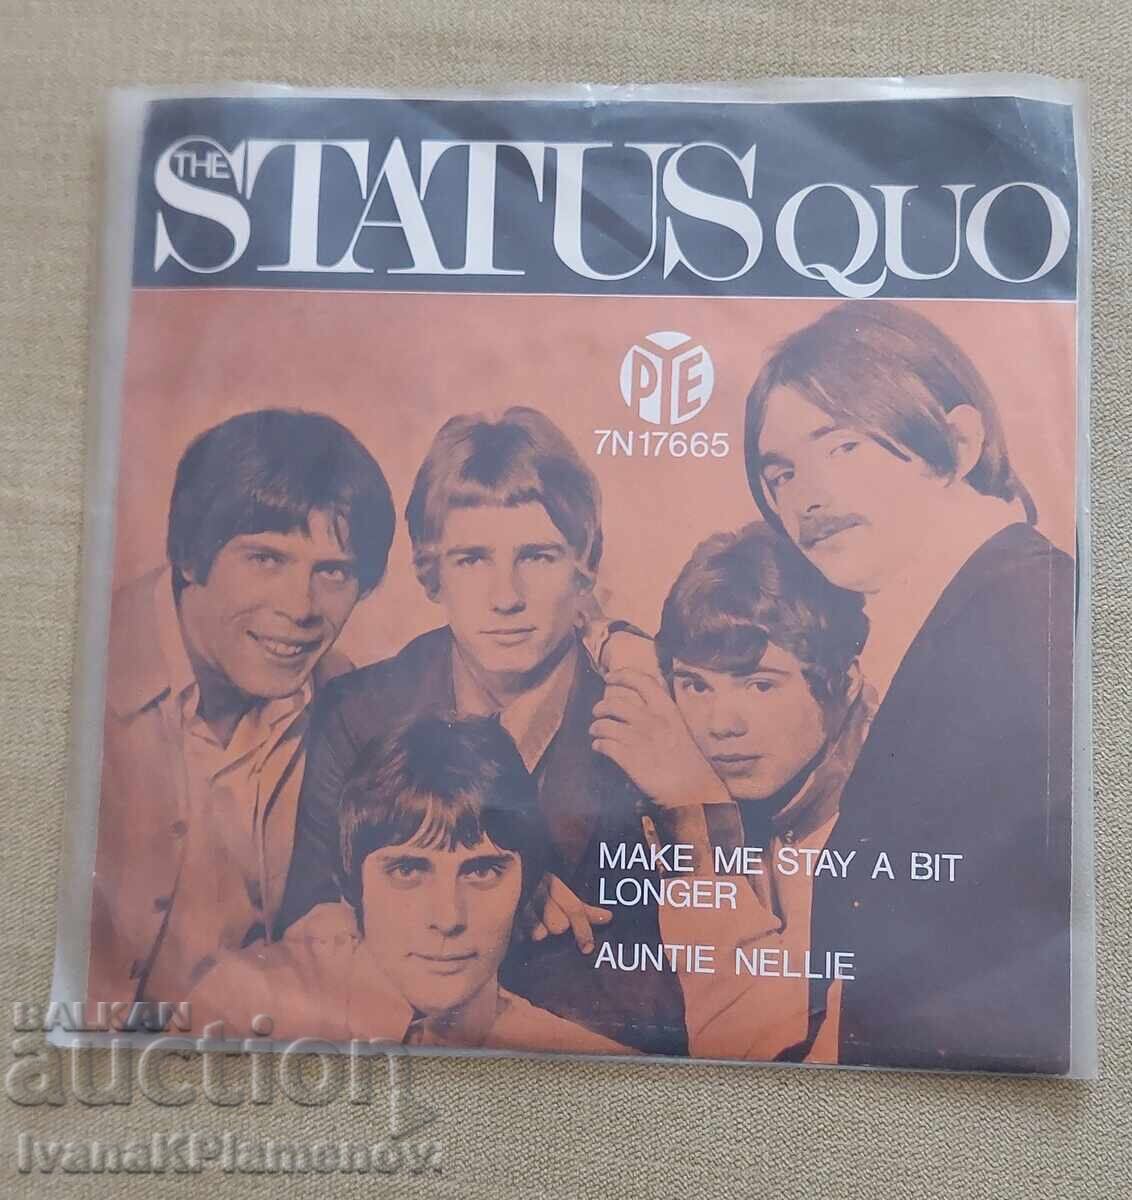 THE STATUS QUO
PYE
7N 17665
MAKE ME STAY A BIT
LONGER
AUNTIE NELLIE
BALKAN
auction
IvanaKPlamenov.